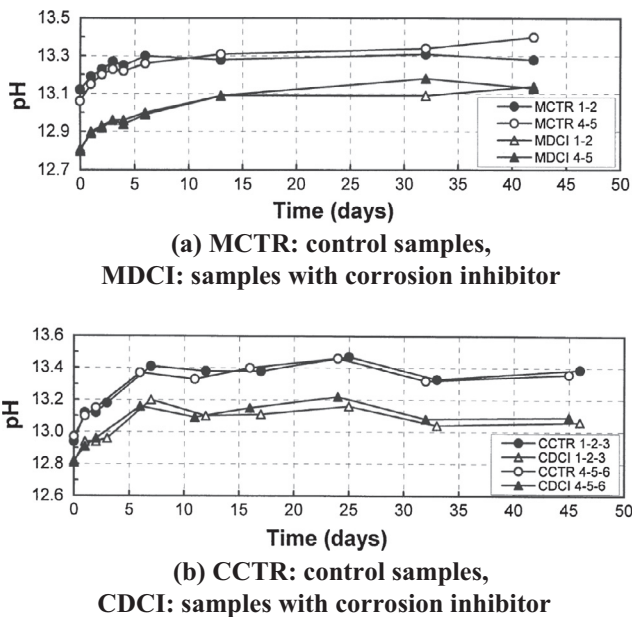 13.5
13.3
13.1
12.9
12.7
pH
MCTR 1-2
MCTR 4-5
MDCI 1-2
MDCI 4-5
0 5 10 15 20 25 30 35 40 45 50
Time (days)
(a) MCTR: control samples,
MDCI: samples with corrosion inhibitor
13.6
13.4
13.2
13.0
12.8
12.6
pH
CCTR 1-2-3
CDCI 1-2-3
CCTR 4-5-6
CDCI 4-5-6
0 5 10 15 20 25 30 35 40 45 50
Time (days)
(b) CCTR: control samples,
CDCI: samples with corrosion inhibitor